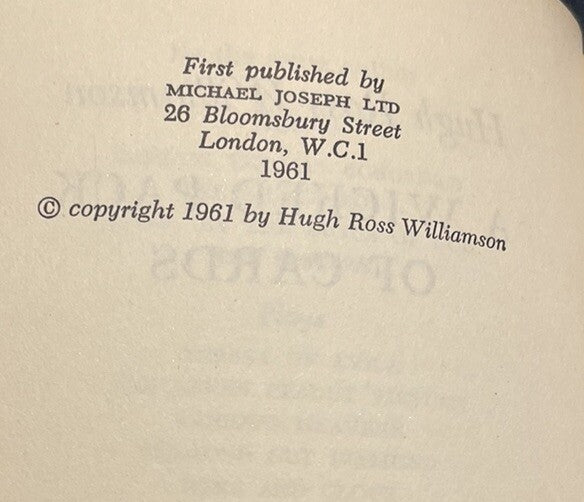 First published by
MICHAEL JOSEPH LTD
26 Bloomsbury Street
London, W.C.1
1961
© copyright 1961 by Hugh Ross Williamson